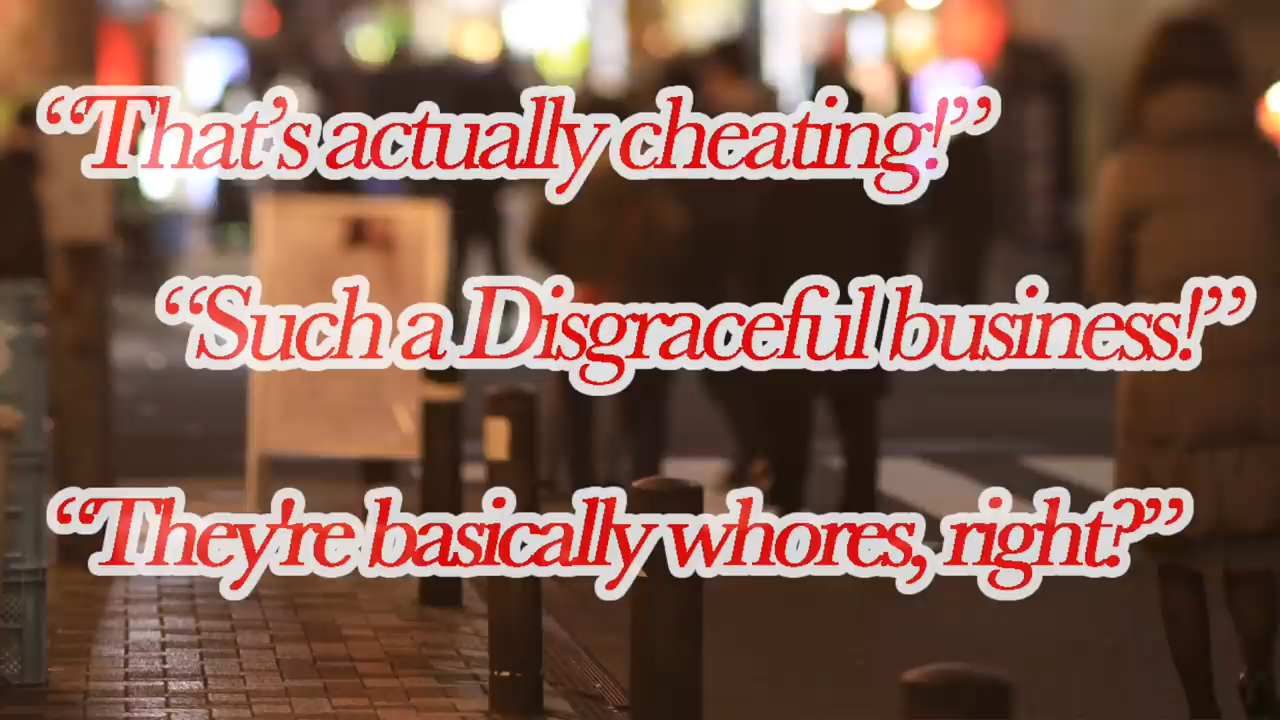 “That’s actually cheating!”
“Such a Disgraceful business!”
“They're basically whores, right?”